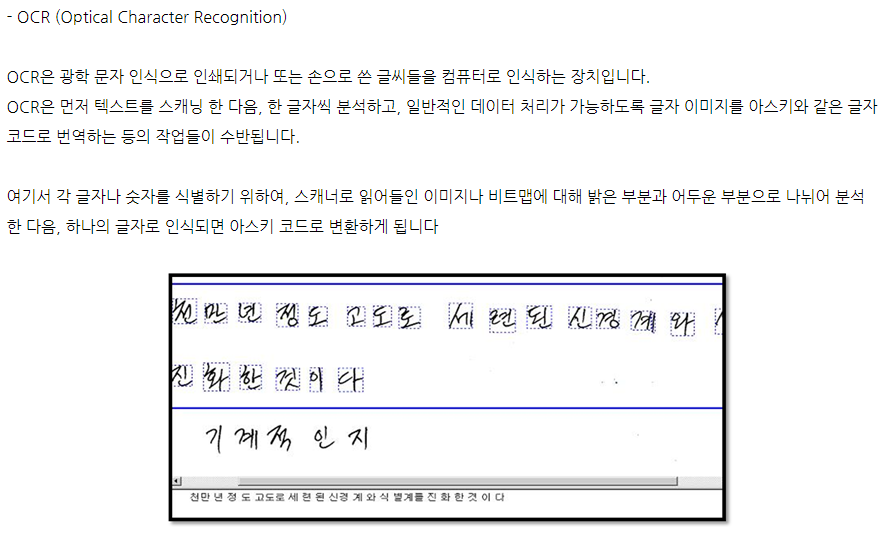 - OCR (Optical Character Recognition)
OCR은 광학 문자 인식으로 인쇄되거나 또는 손으로 쓴 글씨들을 컴퓨터로 인식하는 장치입니다.
OCR은 먼저 텍스트를 스캐닝 한 다음, 한 글자씩 분석하고, 일반적인 데이터 처리가 가능하도록 글자 이미지를 아스키와 같은 글자
코드로 번역하는 등의 작업들이 수반됩니다.
여기서 각 글자나 숫자를 식별하기 위하여, 스캐너로 읽어들인 이미지나 비트맵에 대해 밝은 부분과 어두운 부분으로 나뉘어 분석
한 다음, 하나의 글자로 인식되면 아스키 코드로 변환하게 됩니다
천 만 년 정 도 고 도 로 세 련 된 신 경 계 와
진 화 한 것 이 다
기 계 적 인 지
천만 년 정 도 고도로 세 련 된 신경 계 와 식 별계를 진 화 한 것 이 다